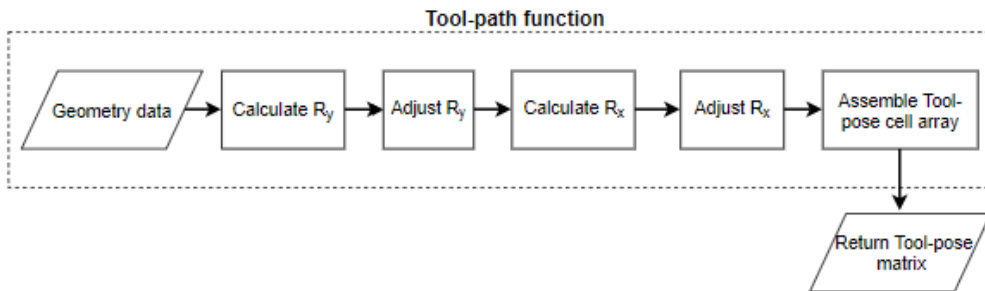 Tool-path function
Geometry data
Calculate Ry
Adjust Ry
Calculate Rx
Adjust Rx
Assemble Tool-
pose cell array
Return Tool-pose
matrix